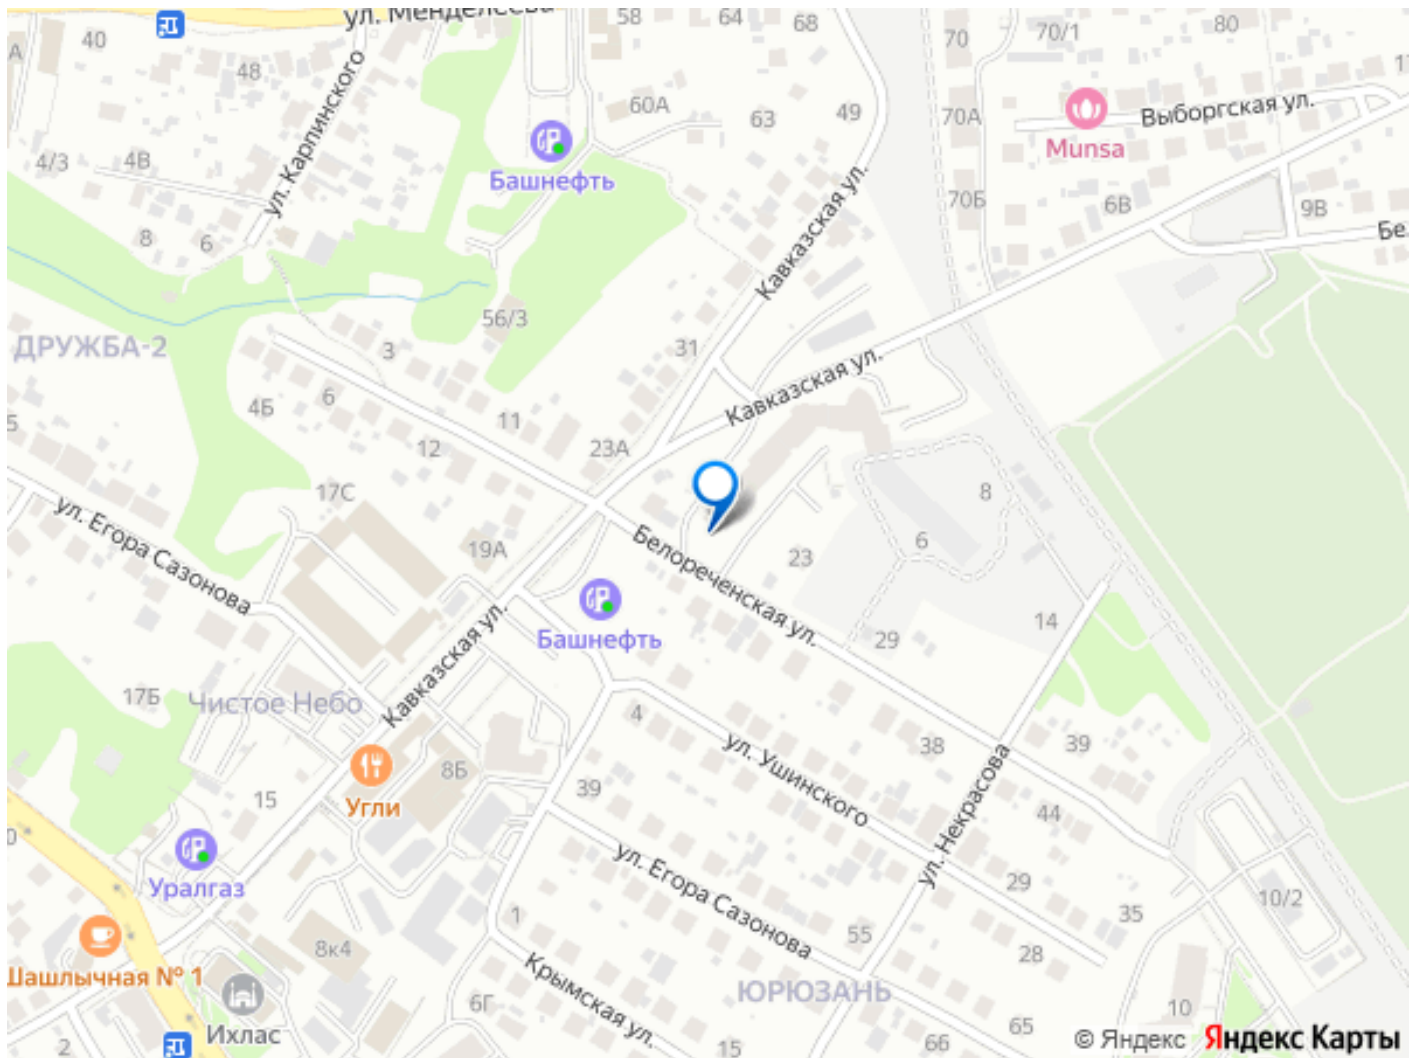 ул. Менделеева
58
64
68
70
70/1
80
40
А
48
ул. Карпинского
60А
63
49
70А
Munsa
Выборгская ул.
4/3
4В
Башнефть
Кавказская ул.
70Б
6В
9В
8
6
Бе
56/3
ДРУЖБА-2
3
31
Кавказская ул.
4Б
6
11
12
23А
5
17С
ул. Егора Сазонова
19А
8
6
Белореченская ул.
23
Башнефть
29
14
Кавказская ул.
17Б
Чистое Небо
4
ул. Ушинского
38
39
8Б
Угли
15
39
44
ул. Некрасова
Уралгаз
ул. Егора Сазонова
29
35
10/2
Шашлычная № 1
8к4
1
55
28
Крымская ул.
ЮРЮЗАНЬ
Ихлас
6Г
10
65
66
15
2
© Яндекс Яндекс Карты